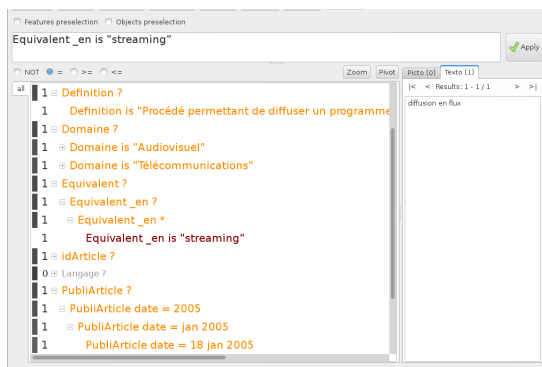 Features preselection Objects preselection
Equivalent _en is "streaming"
Apply
NOT = >= <= Zoom Pivot Picto (0) Texto (1)
all
|< < Results: 1 - 1 / 1 > >|
diffusion en flux
1 Definition ?
1 Definition is "Procédé permettant de diffuser un programme
1 Domaine ?
1 Domaine is "Audiovisuel"
1 Domaine is "Télécommunications"
1 Equivalent ?
1 Equivalent _en ?
1 Equivalent _en *
1 Equivalent _en is "streaming"
1 idArticle ?
0 Langage ?
1 PubliArticle ?
1 PubliArticle date = 2005
1 PubliArticle date = jan 2005
1 PubliArticle date = 18 jan 2005